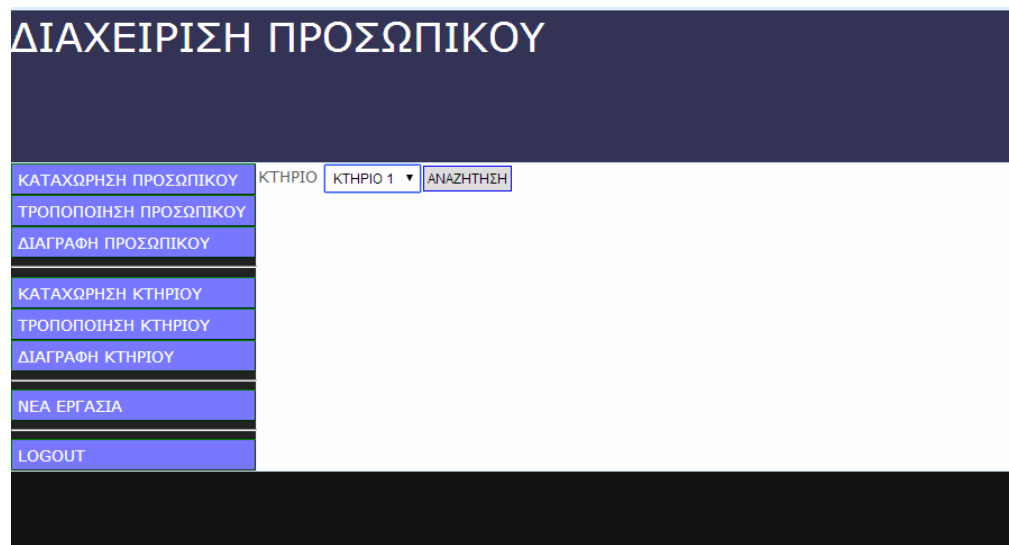 ΔΙΑΧΕΙΡΙΣΗ ΠΡΟΣΩΠΙΚΟΥ
ΚΑΤΑΧΩΡΗΣΗ ΠΡΟΣΩΠΙΚΟΥ
ΤΡΟΠΟΠΟΙΗΣΗ ΠΡΟΣΩΠΙΚΟΥ
ΔΙΑΓΡΑΦΗ ΠΡΟΣΩΠΙΚΟΥ
ΚΑΤΑΧΩΡΗΣΗ ΚΤΗΡΙΟΥ
ΤΡΟΠΟΠΟΙΗΣΗ ΚΤΗΡΙΟΥ
ΔΙΑΓΡΑΦΗ ΚΤΗΡΙΟΥ
ΝΕΑ ΕΡΓΑΣΙΑ
LOGOUT
ΚΤΗΡΙΟ ΚΤΗΡΙΟ 1 ΑΝΑΖΗΤΗΣΗ